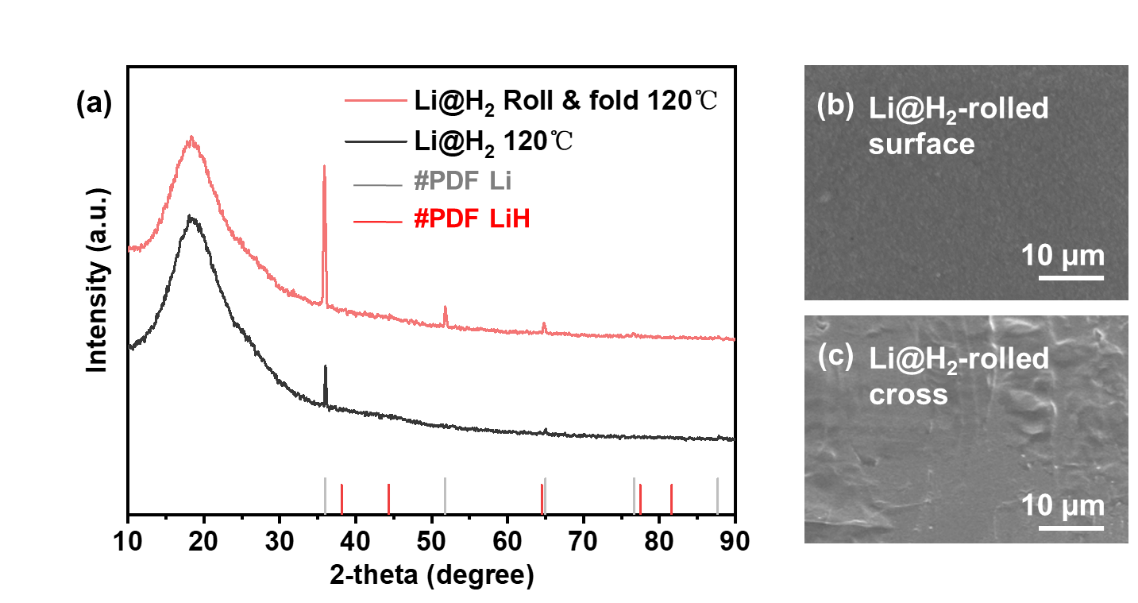 (a)
Li@H₂ Roll & fold 120℃
Li@H₂ 120℃
#PDF Li
#PDF LiH
Intensity (a.u.)
10 20 30 40 50 60 70 80 90
2-theta (degree)
(b) Li@H₂-rolled
surface
10 μm
(c) Li@H₂-rolled
cross
10 μm